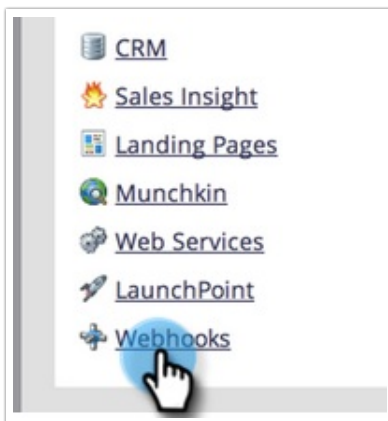 CRM
Sales Insight
Landing Pages
Munchkin
Web Services
LaunchPoint
Webhooks